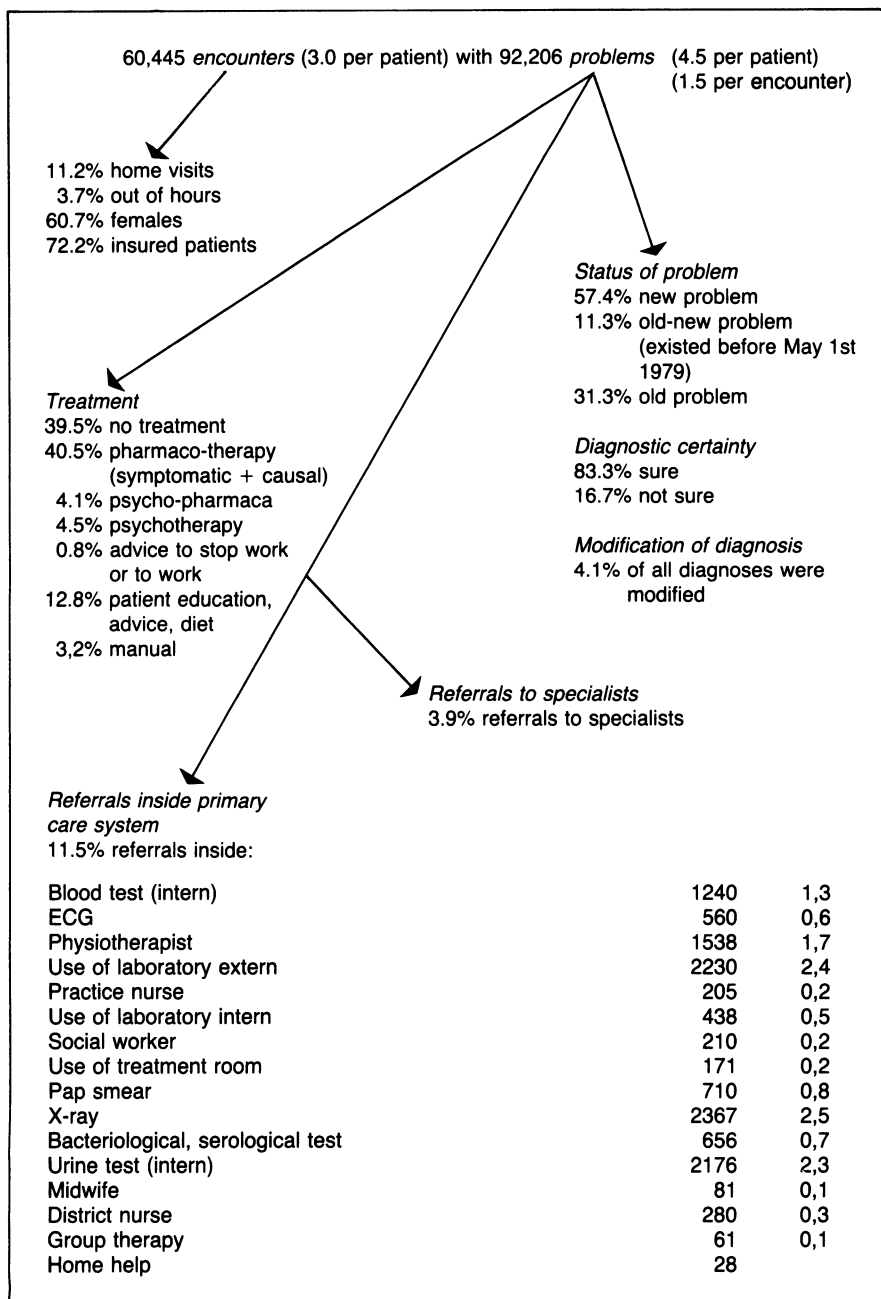 60,445 encounters (3.0 per patient) with 92,206 problems (4.5 per patient)
(1.5 per encounter)
11.2% home visits
3.7% out of hours
60.7% females
72.2% insured patients
Status of problem
57.4% new problem
11.3% old-new problem
(existed before May 1st
1979)
31.3% old problem
Diagnostic certainty
83.3% sure
16.7% not sure
Modification of diagnosis
4.1% of all diagnoses were
modified
Treatment
39.5% no treatment
40.5% pharmaco-therapy
(symptomatic + causal)
4.1% psycho-pharmaca
4.5% psychotherapy
0.8% advice to stop work
or to work
12.8% patient education,
advice, diet
3,2% manual
Referrals to specialists
3.9% referrals to specialists
Referrals inside primary
care system
11.5% referrals inside:
Blood test (intern) 1240 1,3
ECG 560 0,6
Physiotherapist 1538 1,7
Use of laboratory extern 2230 2,4
Practice nurse 205 0,2
Use of laboratory intern 438 0,5
Social worker 210 0,2
Use of treatment room 171 0,2
Pap smear 710 0,8
X-ray 2367 2,5
Bacteriological, serological test 656 0,7
Urine test (intern) 2176 2,3
Midwife 81 0,1
District nurse 280 0,3
Group therapy 61 0,1
Home help 28